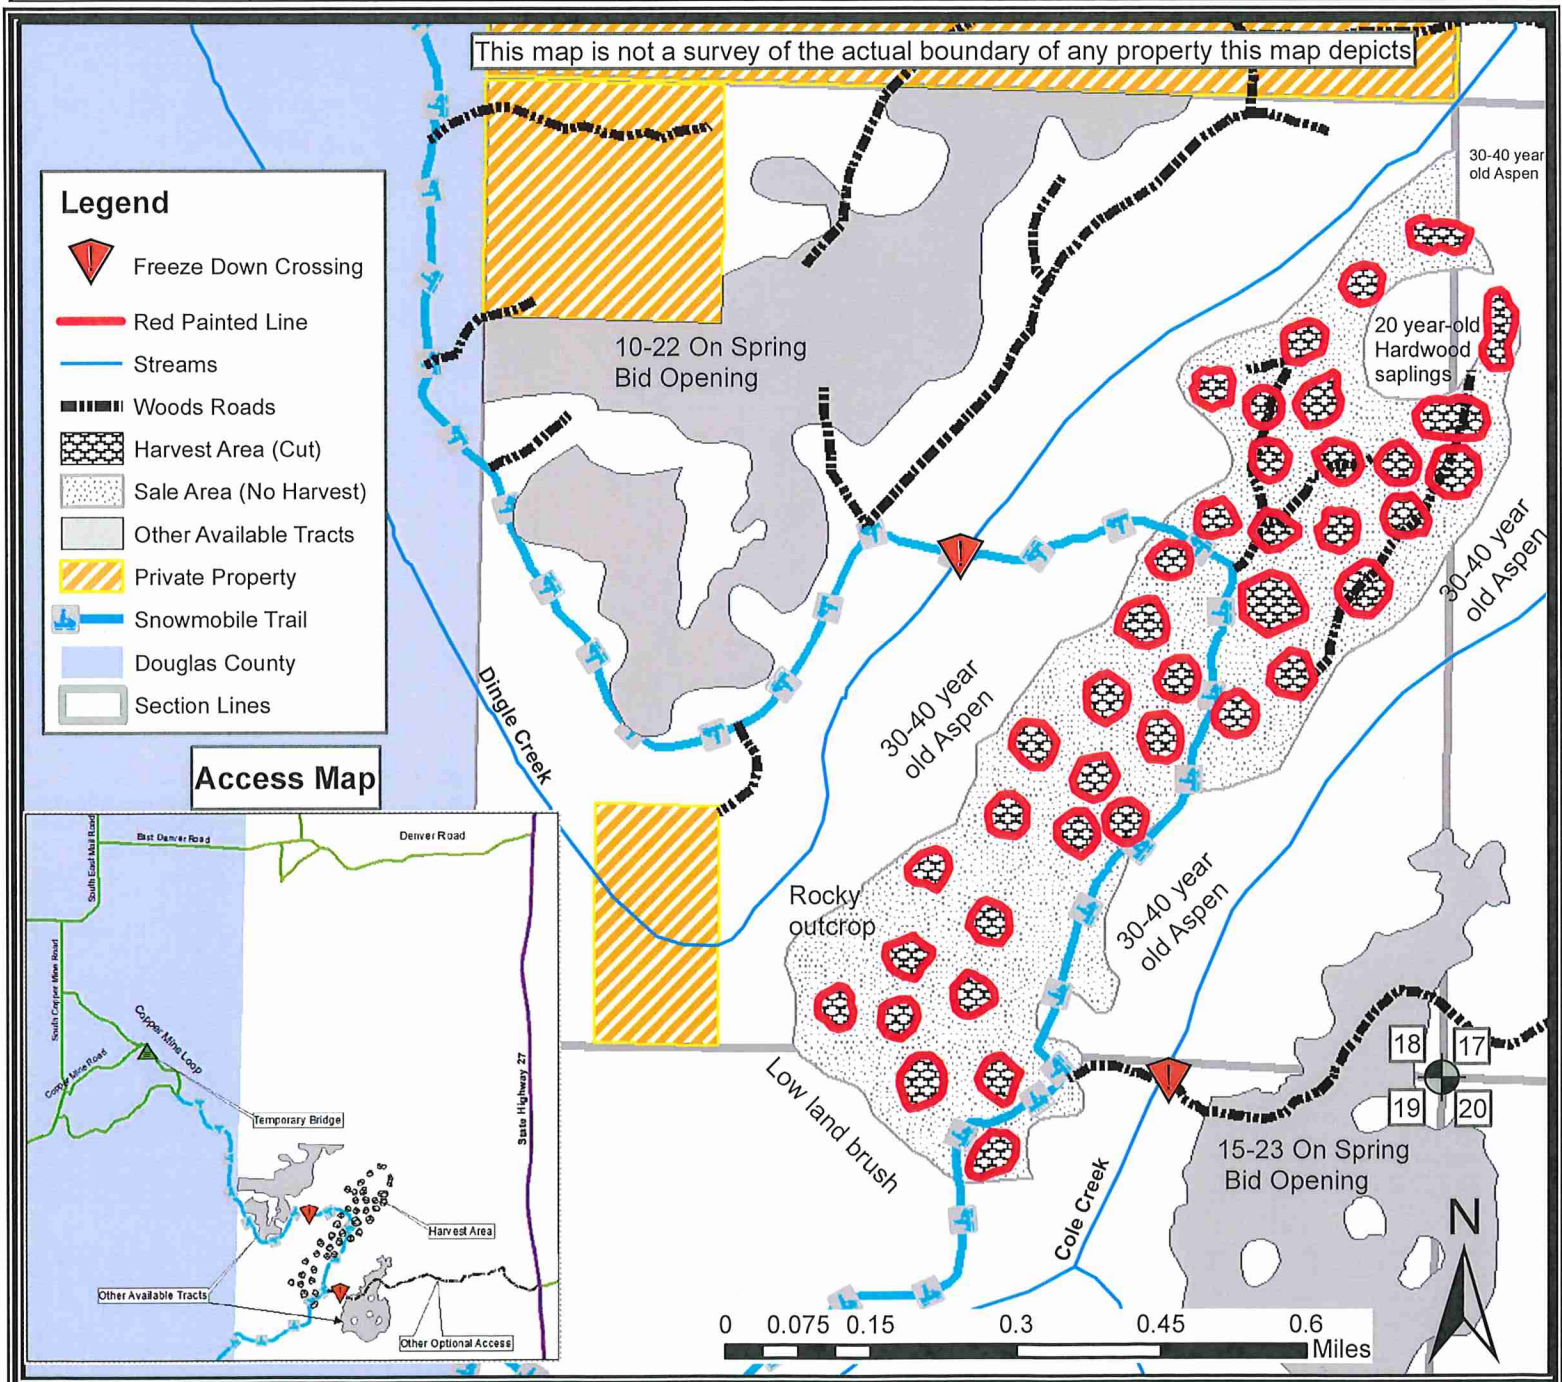 This map is not a survey of the actual boundary of any property this map depicts
Legend
Freeze Down Crossing
Red Painted Line
Streams
Woods Roads
Harvest Area (Cut)
Sale Area (No Harvest)
Other Available Tracts
Private Property
Snowmobile Trail
Douglas County
Section Lines
30-40 year
old Aspen
10-22 On Spring
Bid Opening
20 year-old
Hardwood
saplings
30-40 year
old Aspen
Dingle Creek
30-40 year
old Aspen
Rocky
outcrop
30-40 year
old Aspen
Low land brush
Cole Creek
18
17
19
20
15-23 On Spring
Bid Opening
N
0 0.075 0.15 0.3 0.45 0.6
Miles
Access Map
East Denver Road
Denver Road
South East Mail Road
South Copper Mine Road
Copper Mine Road
Copper Mine Loop
Temporary Bridge
State Highway 27
Harvest Area
Other Available Tracts
Other Optional Access